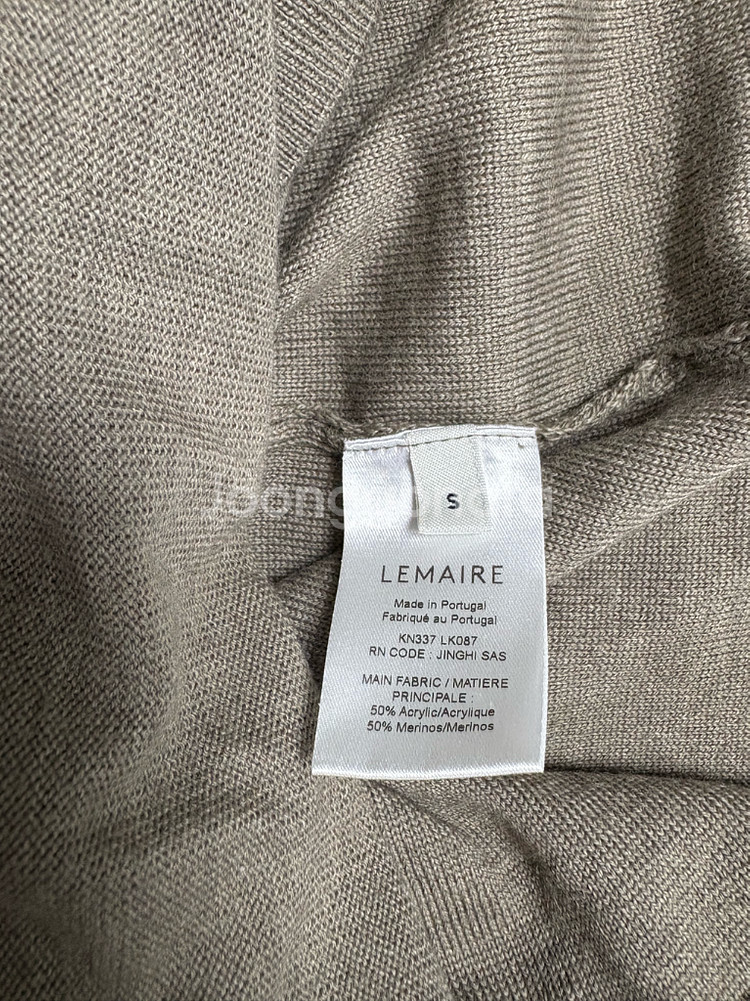 S
LEMAIRE
Made in Portugal
Fabriqué au Portugal
KN337 LK087
RN CODE : JINGHI SAS
MAIN FABRIC / MATIERE
PRINCIPALE :
50% Acrylic/Acrylique
50% Merinos/Merinos